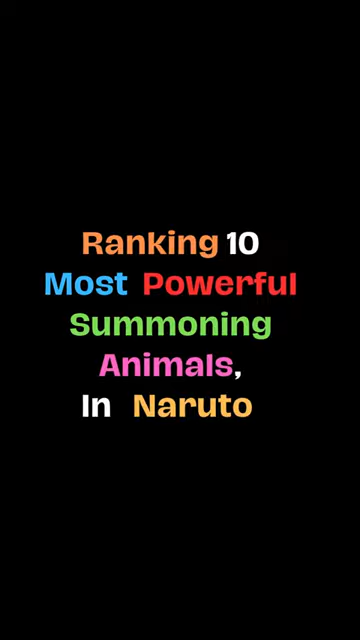 Ranking 10
Most Powerful
Summoning
Animals,
In Naruto